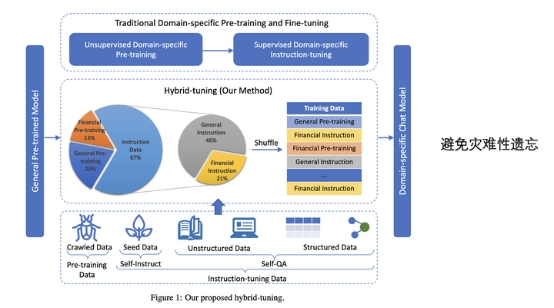 Traditional Domain-specific Pre-training and Fine-tuning
Unsupervised Domain-specific
Pre-training
Supervised Domain-specific
Instruction-tuning
General Pre-trained Model
Hybrid-tuning (Our Method)
Financial
Pre-training
13%
General Pre-
training
20%
Instruction
Data
67%
General
Instruction
46%
Financial
Instruction
21%
Shuffle
Training Data
General Pre-training
Financial Instruction
Financial Pre-training
General Instruction
...
Financial Instruction
Domain-specific Chat Model
避免灾难性遗忘
Crawled Data
Seed Data
Unstructured Data
Structured Data
Pre-training
Data
Self-Instruct
Self-QA
Instruction-tuning Data
Figure 1: Our proposed hybrid-tuning.